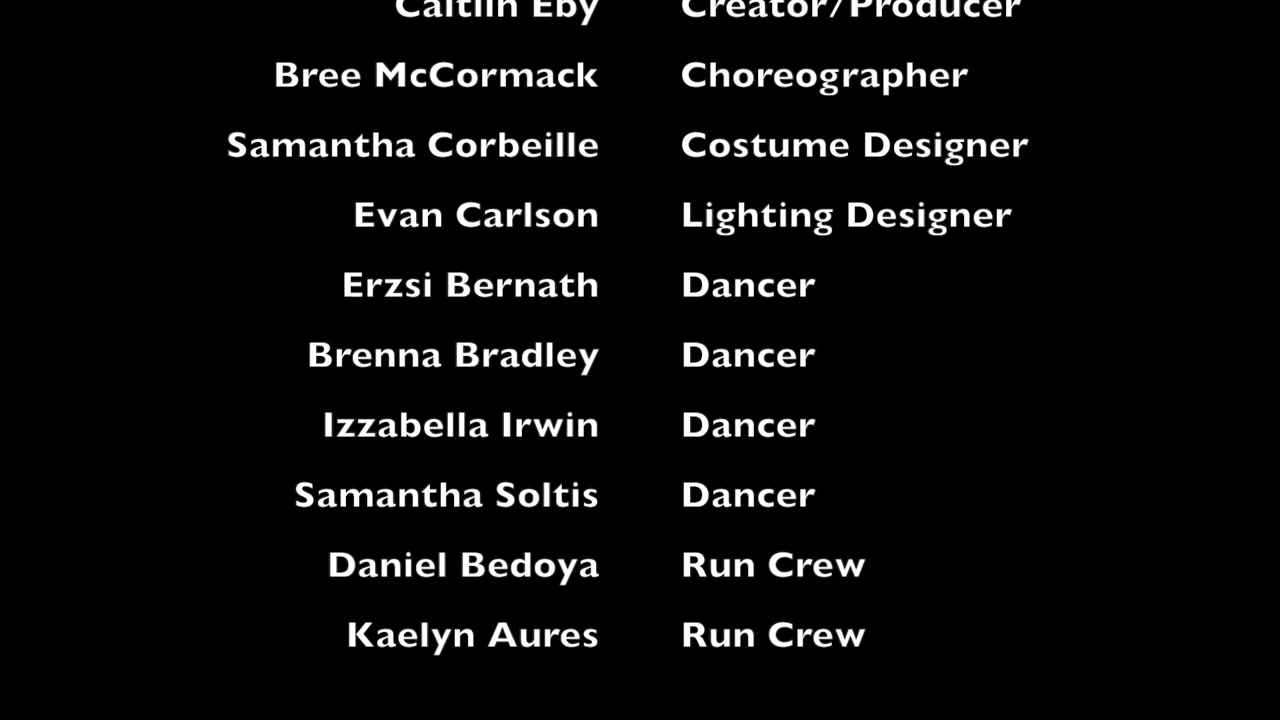 Caitlin Eby Creator/Producer
Bree McCormack Choreographer
Samantha Corbeille Costume Designer
Evan Carlson Lighting Designer
Erzsi Bernath Dancer
Brenna Bradley Dancer
Izzabella Irwin Dancer
Samantha Soltis Dancer
Daniel Bedoya Run Crew
Kaelyn Aures Run Crew